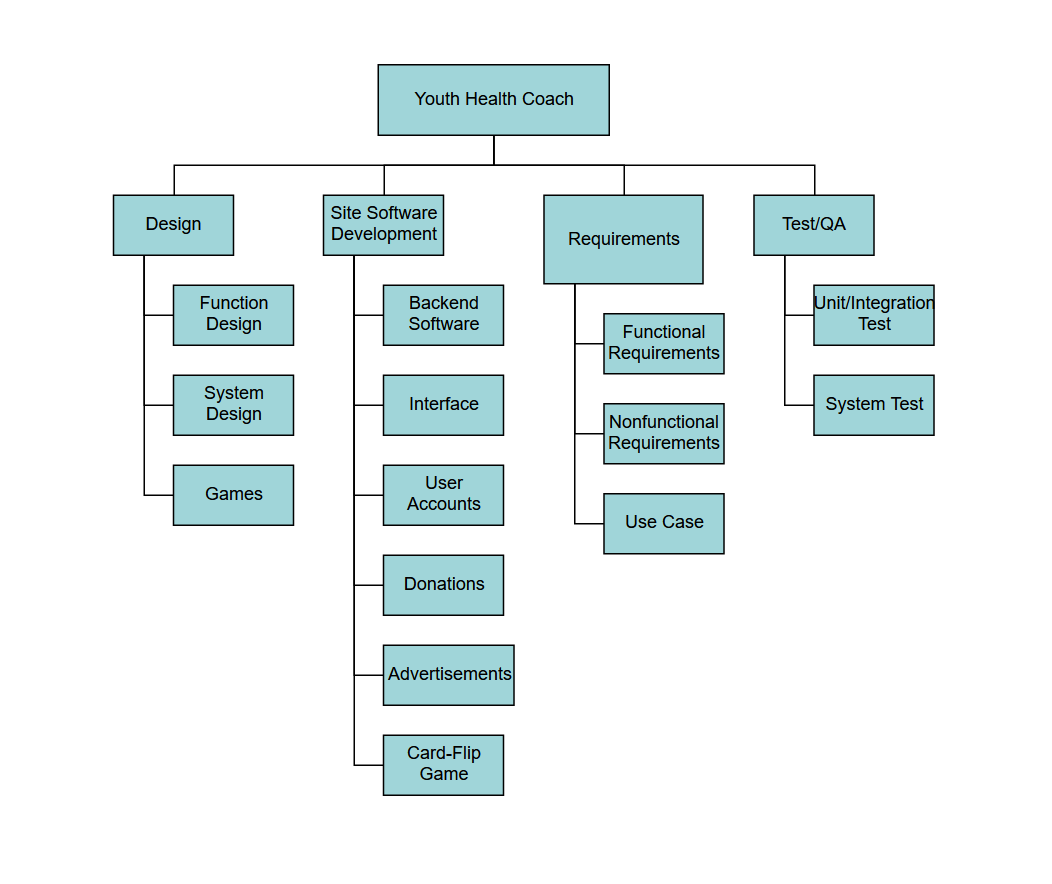 Youth Health Coach
Design
Function
Design
System
Design
Games
Site Software
Development
Backend
Software
Interface
User
Accounts
Donations
Advertisements
Card-Flip
Game
Requirements
Functional
Requirements
Nonfunctional
Requirements
Use Case
Test/QA
Unit/Integration
Test
System Test